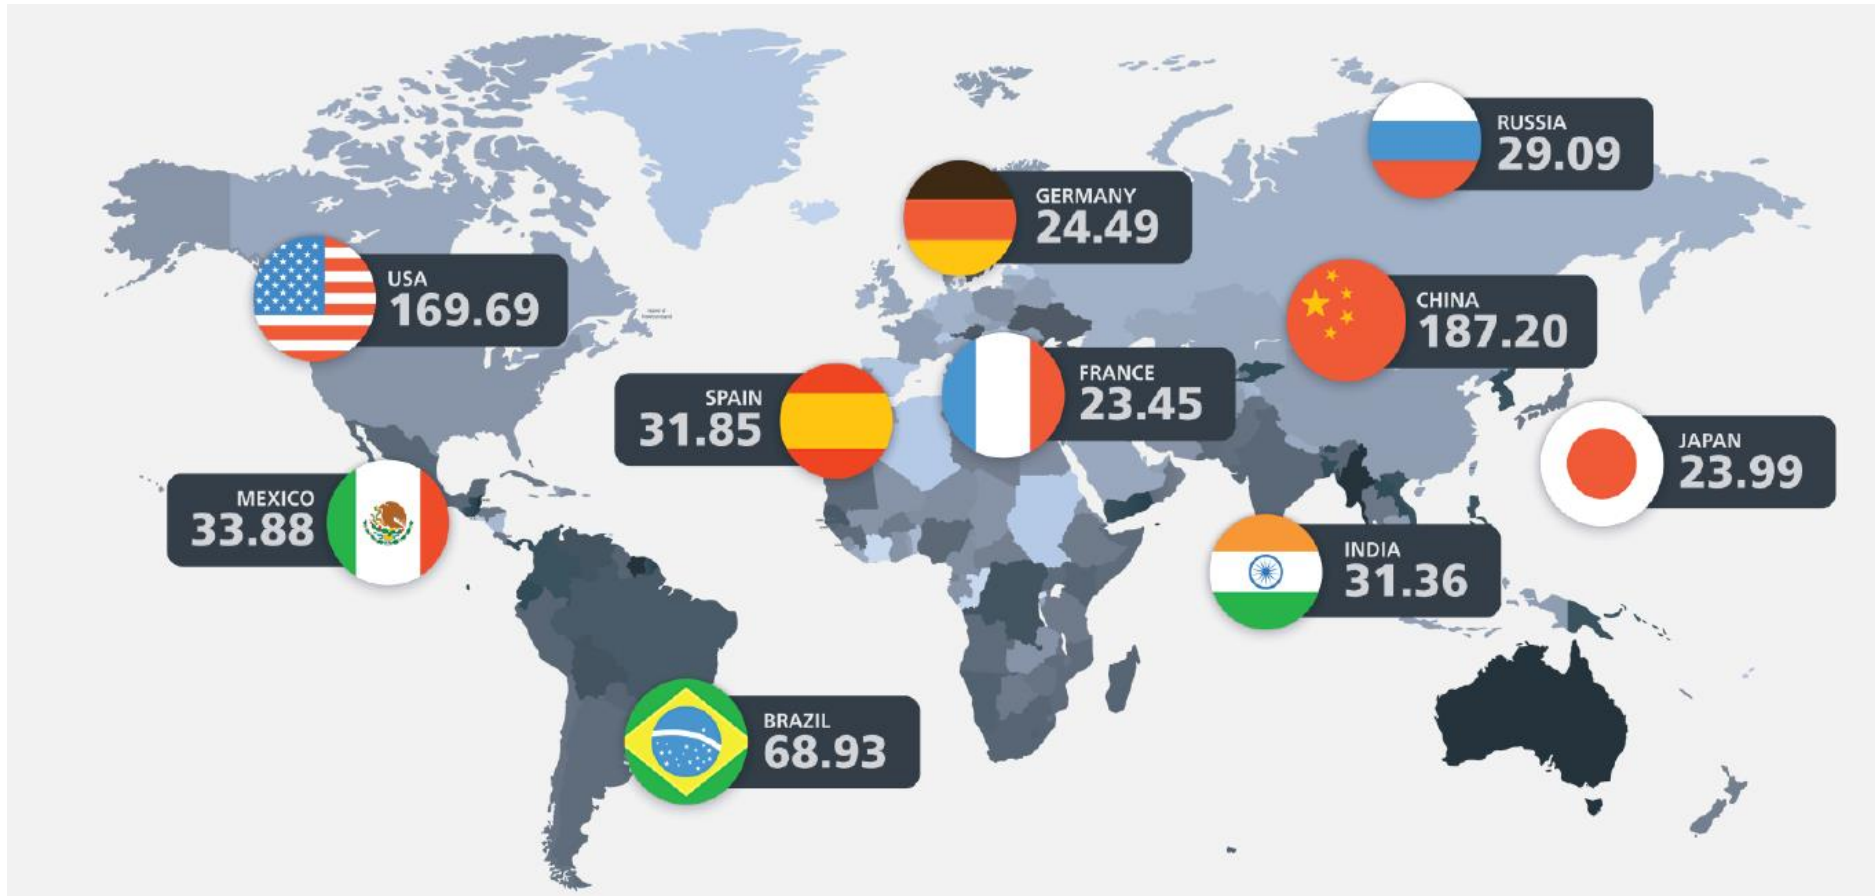 RUSSIA
29.09
GERMANY
24.49
USA
169.69
CHINA
187.20
FRANCE
23.45
SPAIN
31.85
JAPAN
23.99
MEXICO
33.88
INDIA
31.36
BRAZIL
68.93